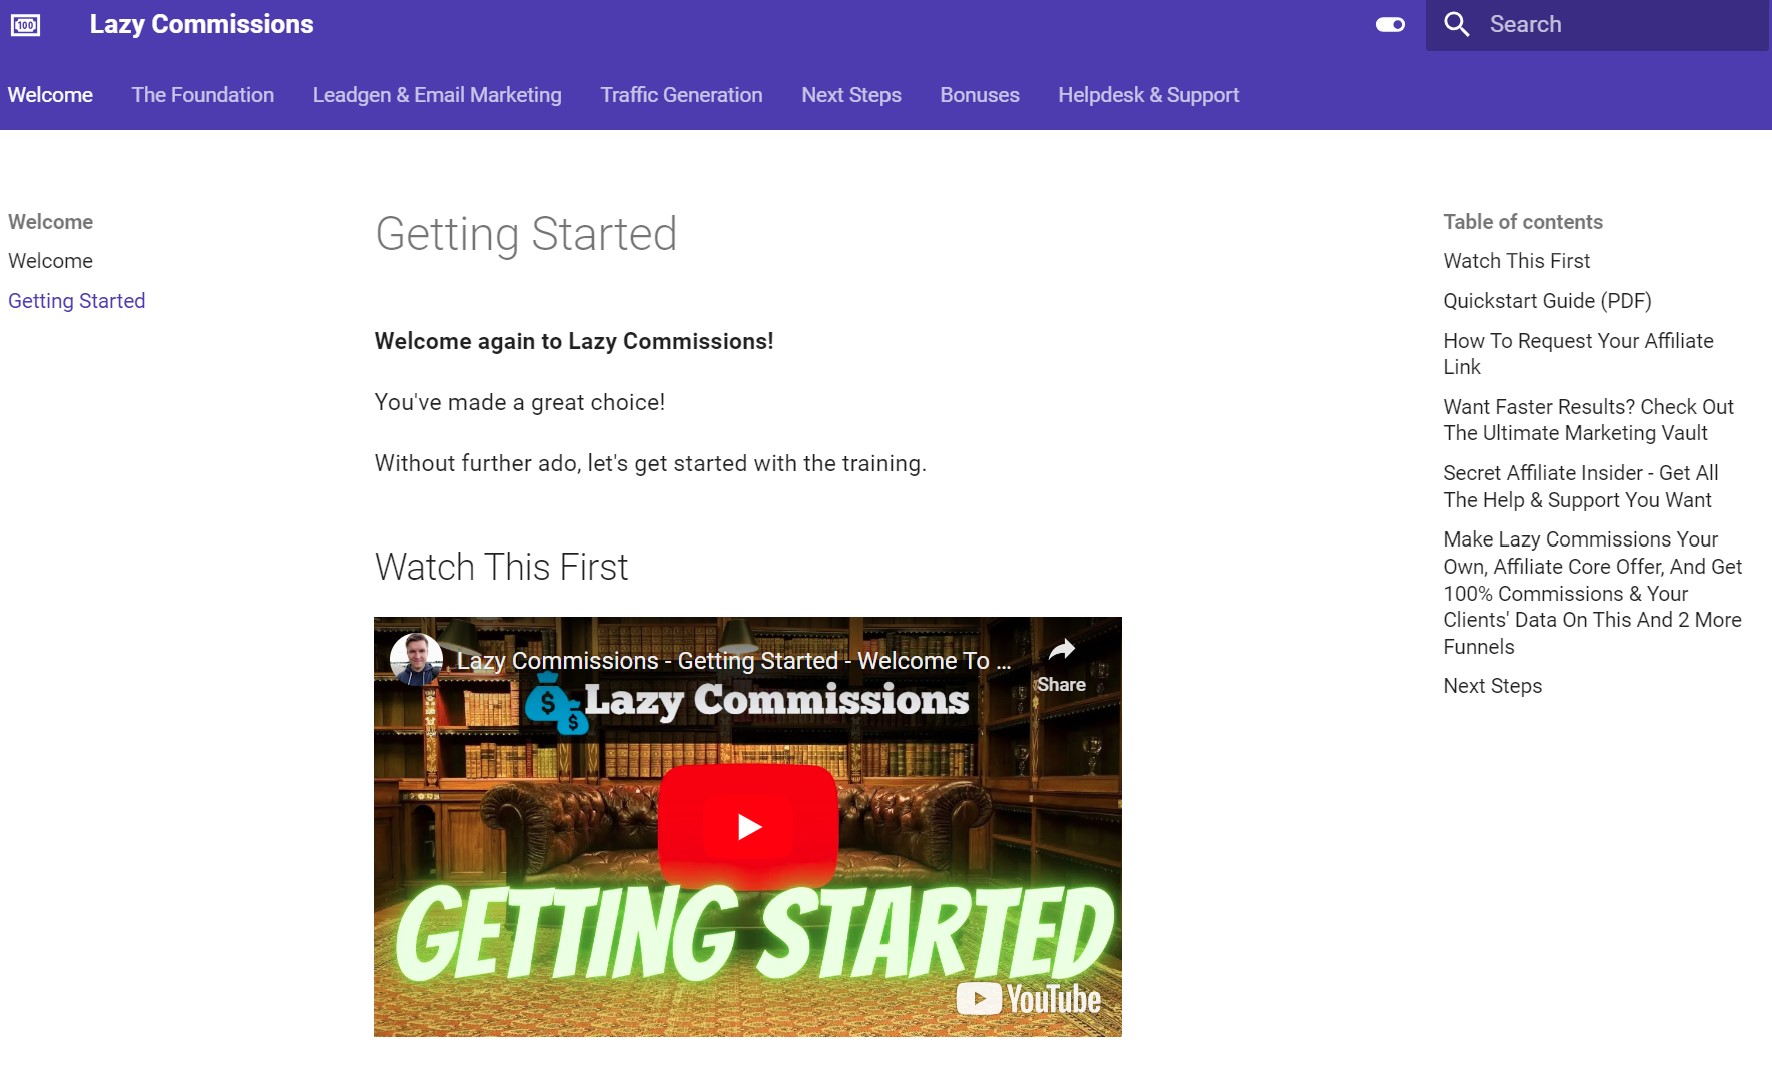 100
Lazy Commissions
Search
Welcome
The Foundation
Leadgen & Email Marketing
Traffic Generation
Next Steps
Bonuses
Helpdesk & Support
Welcome
Welcome
Getting Started
Getting Started
Welcome again to Lazy Commissions!
You've made a great choice!
Without further ado, let's get started with the training.
Watch This First
Lazy Commissions - Getting Started - Welcome To ...
Share
$
$
Lazy Commissions
GETTING STARTED
YouTube
Table of contents
Watch This First
Quickstart Guide (PDF)
How To Request Your Affiliate
Link
Want Faster Results? Check Out
The Ultimate Marketing Vault
Secret Affiliate Insider - Get All
The Help & Support You Want
Make Lazy Commissions Your
Own, Affiliate Core Offer, And Get
100% Commissions & Your
Clients' Data On This And 2 More
Funnels
Next Steps